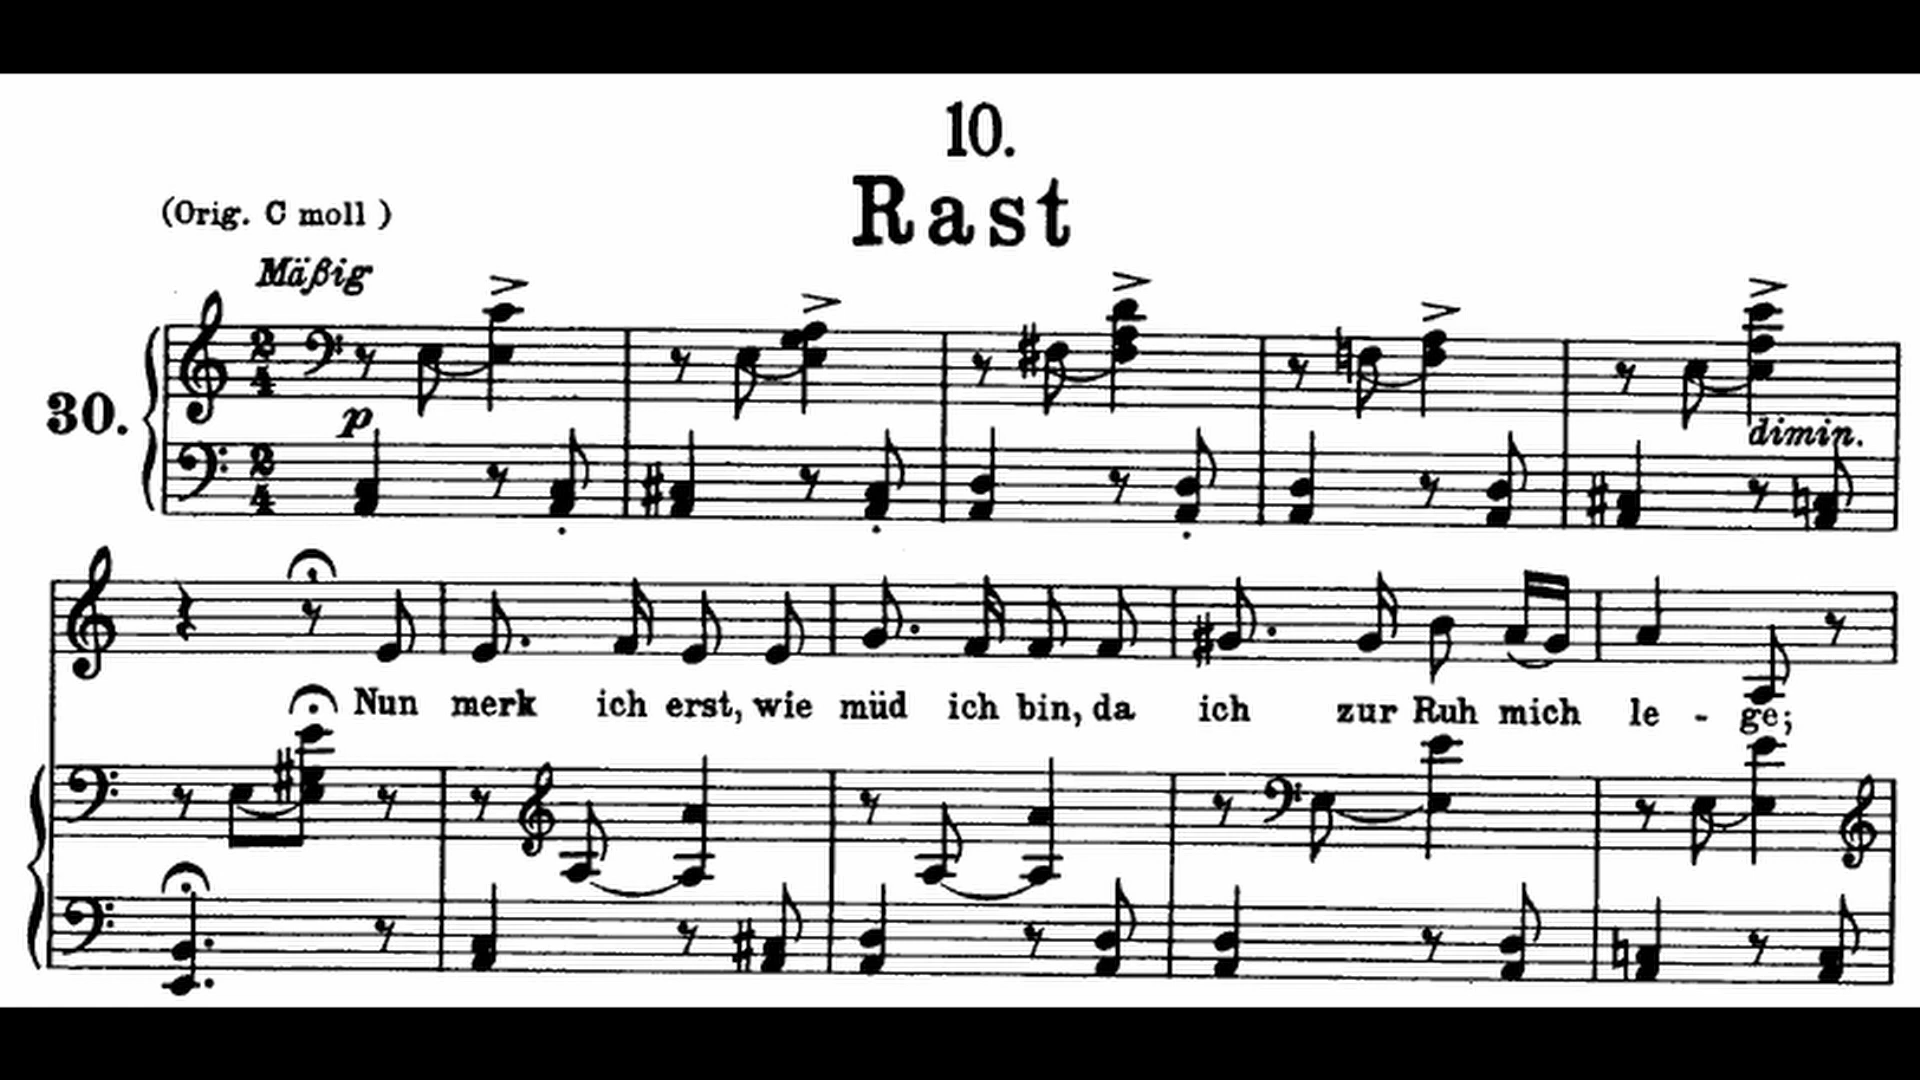 10.
Rast
(Orig. C moll )
Mäßig
30.
p
dimin.
Nun merk ich erst, wie müd ich bin, da ich zur Ruh mich le - ge;